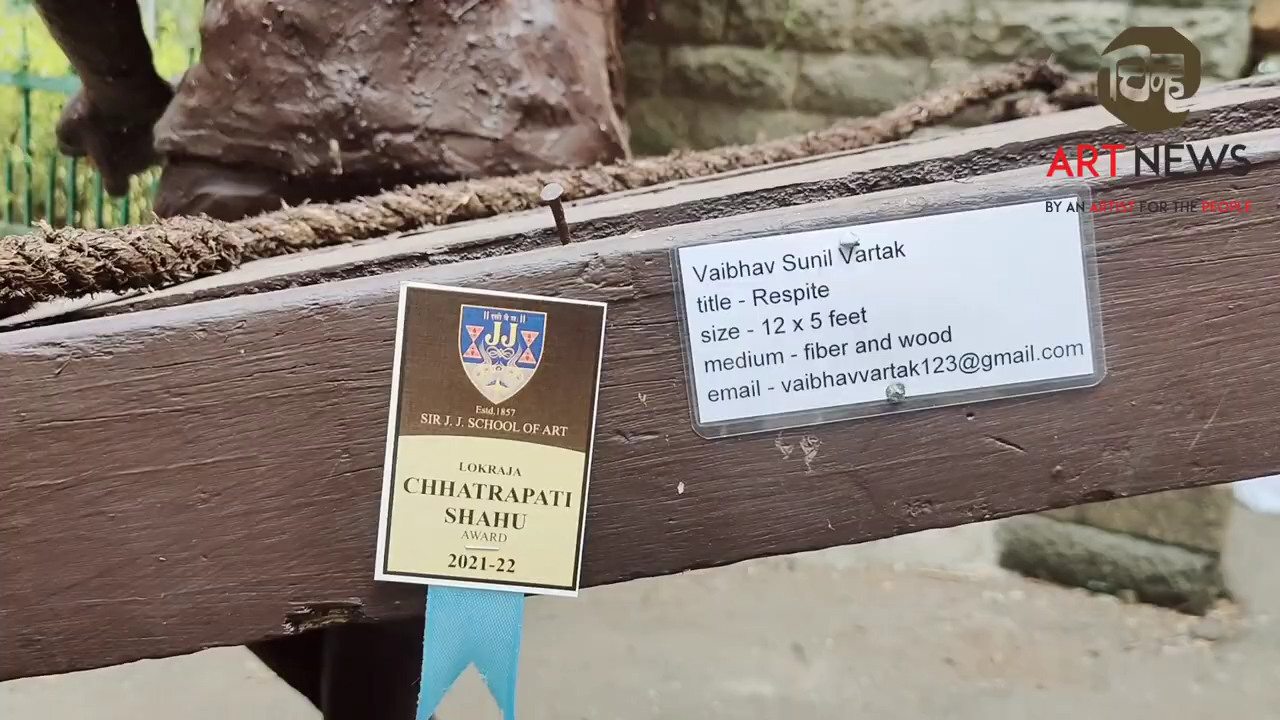 चिन्ह
ART NEWS
BY AN ARTIST FOR THE PEOPLE
Vaibhav Sunil Vartak
title - Respite
size - 12 x 5 feet
medium - fiber and wood
email - vaibhavvartak123@gmail.com
JJ
Estd.1857
SIR J. J. SCHOOL OF ART
LOKRAJA
CHHATRAPATI
SHAHU
AWARD
2021-22